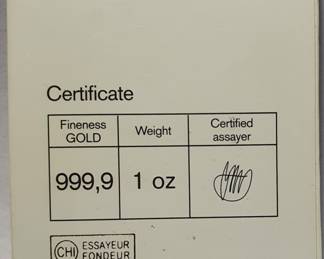 Certificate
Fineness
GOLD
Weight
Certified
assayer
999,9
1 oz
CHI
ESSAYEUR
FONDEUR